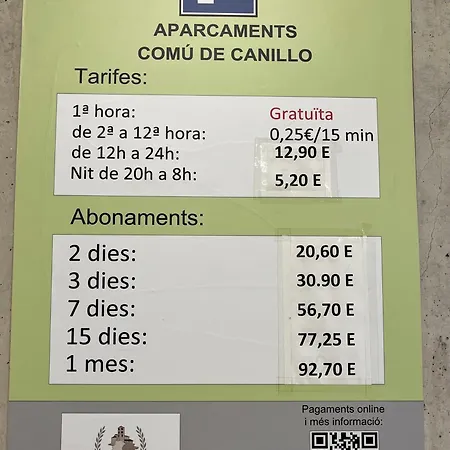 APARCAMENTS
COMÚ DE CANILLO
Tarifes:
1ª hora: Gratuïta
de 2ª a 12ª hora: 0,25€/15 min
de 12h a 24h: 12,90 E
Nit de 20h a 8h: 5,20 E
Abonaments:
2 dies: 20,60 E
3 dies: 30.90 E
7 dies: 56,70 E
15 dies: 77,25 E
1 mes: 92,70 E
Pagaments online
i més informació: